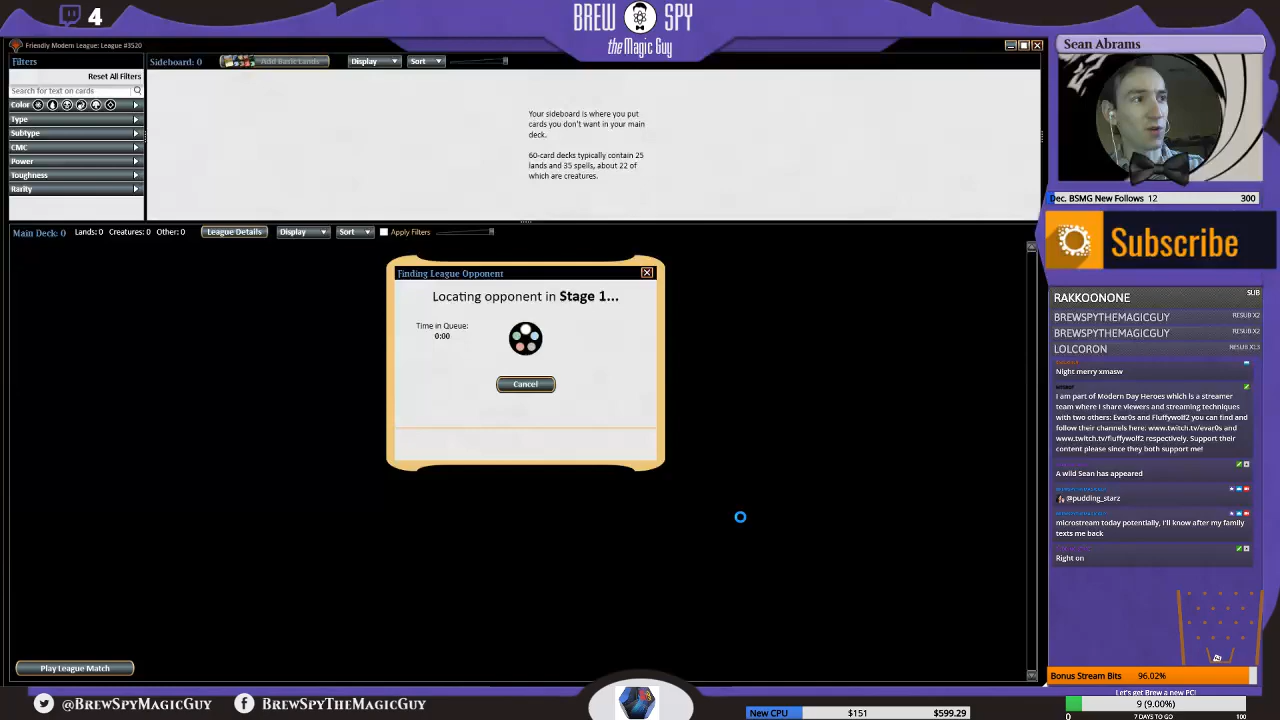 4
BREW SPY
the MaGic Guy
Sean Abrams
Friendly Modern League: League #3520
Filters
Sideboard: 0
Add Basic Lands
Display
Sort
Reset All Filters
Search for text on cards
Color
Type
Subtype
CMC
Power
Toughness
Rarity
Your sideboard is where you put
cards you don't want in your main
deck.
60-card decks typically contain 25
lands and 35 spells, about 22 of
which are creatures.
Main Deck: 0 Lands: 0 Creatures: 0 Other: 0
League Details
Display
Sort
Apply Filters
Finding League Opponent
Locating opponent in Stage 1...
Time in Queue:
0:00
Cancel
Play League Match
Dec. BSMG New Follows 12 300
Subscribe
RAKKOONONE SUB
BREWSPYTHEMAGICGUY RESUB X2
BREWSPYTHEMAGICGUY RESUB X2
LOLCORON RESUB X13
Night merry xmasw
I am part of Modern Day Heroes which is a streamer
team where I share viewers and streaming techniques
with two others: Evar0s and Fluffywolf2 you can find and
follow their channels here: www.twitch.tv/evar0s and
www.twitch.tv/fluffywolf2 respectively. Support their
content please since they both support me!
A wild Sean has appeared
@pudding_starz
microstream today potentially, I'll know after my family
texts me back
Right on
Bonus Stream Bits 96.02%
Let's get Brew a new PC!
9 (9.00%)
0 7 DAYS TO GO 100
@BrewSpyMagicGuy
BrewSpyMagicGuy
New CPU $151 $599.29